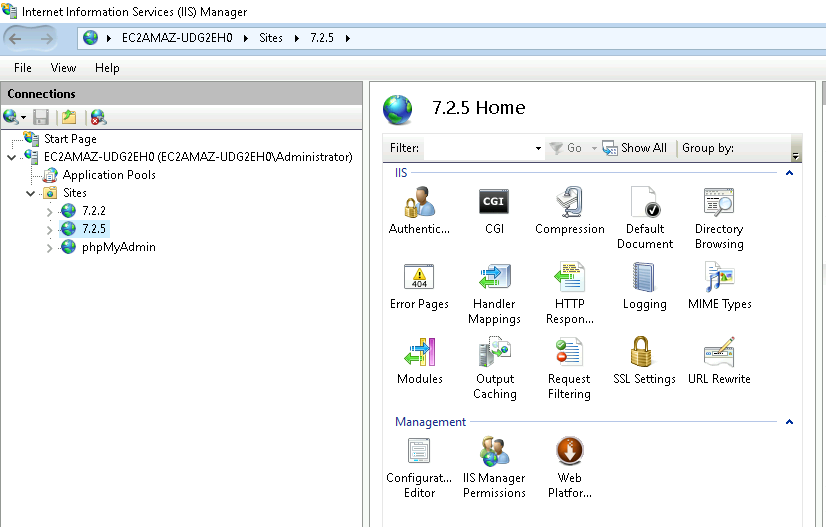 Internet Information Services (IIS) Manager
EC2AMAZ-UDG2EH0 Sites 7.2.5
File View Help
Connections
Start Page
EC2AMAZ-UDG2EH0 (EC2AMAZ-UDG2EH0\Administrator)
Application Pools
Sites
7.2.2
7.2.5
phpMyAdmin
7.2.5 Home
Filter: Go Show All Group by:
IIS
Authentic... CGI Compression Default Document Directory Browsing
Error Pages Handler Mappings HTTP Respon... Logging MIME Types
404
Modules Output Caching Request Filtering SSL Settings URL Rewrite
Management
Configurat... Editor IIS Manager Permissions Web Platfor...
CGI